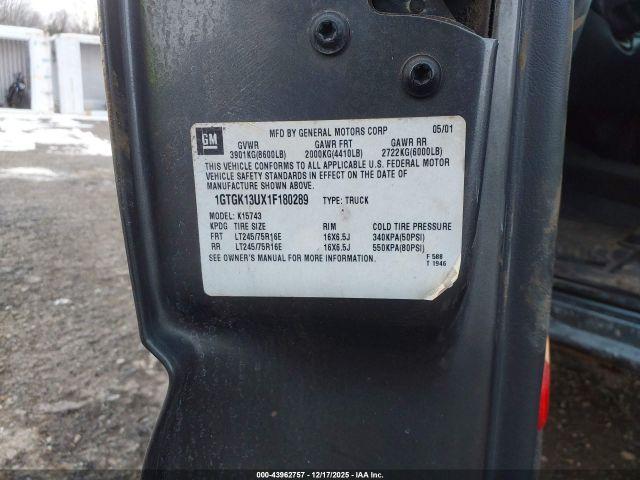 GM
MFD BY GENERAL MOTORS CORP 05/01
GVWR GAWR FRT GAWR RR
3901KG(8600LB) 2000KG(4410LB) 2722KG(6000LB)
THIS VEHICLE CONFORMS TO ALL APPLICABLE U.S. FEDERAL MOTOR
VEHICLE SAFETY STANDARDS IN EFFECT ON THE DATE OF
MANUFACTURE SHOWN ABOVE.
1GTGK13UX1F180289 TYPE: TRUCK
MODEL: K15743
KPDG TIRE SIZE RIM COLD TIRE PRESSURE
FRT LT245/75R16E 16X6.5J 340KPA(50PSI)
RR LT245/75R16E 16X6.5J 550KPA(80PSI)
SEE OWNER'S MANUAL FOR MORE INFORMATION.
F 588
T 1946
000-43962757 - 12/17/2025 - IAAI.COM